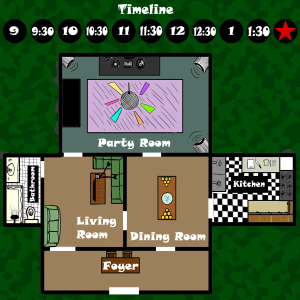 Timeline
9 9:30 10 10:30 11 11:30 12 12:30 1 1:30
Party Room
Bathroom
Kitchen
Living
Room
Dining Room
Foyer